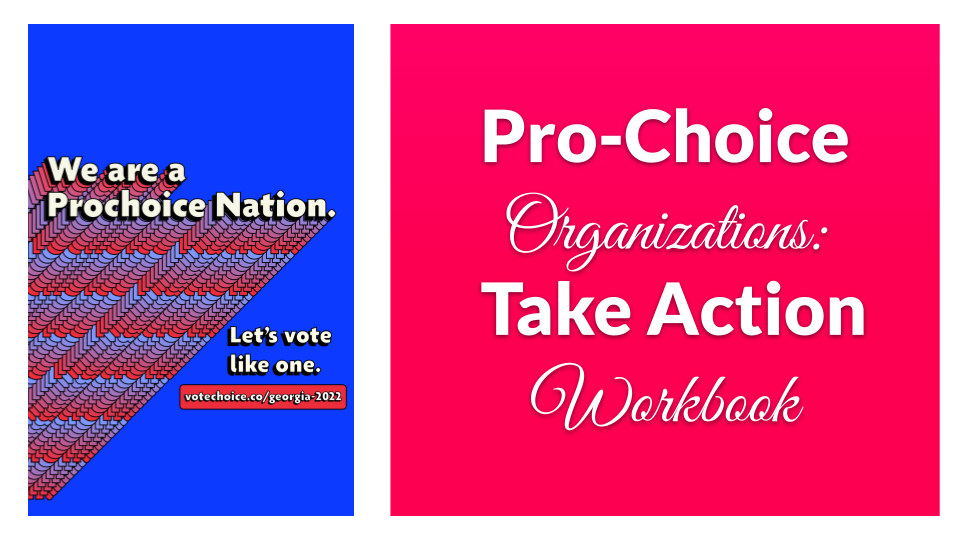 We are a
Prochoice Nation.
Let's vote
like one.
votechoice.co/georgia-2022
Pro-Choice
Organizations:
Take Action
Workbook